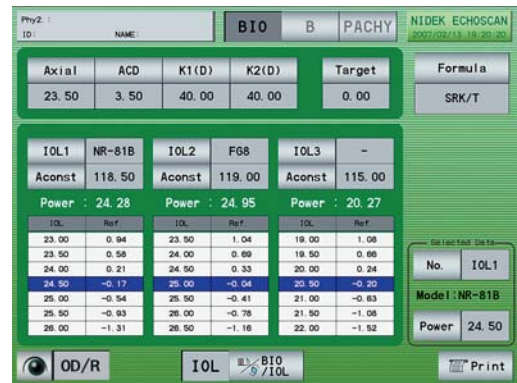 Phy2. :
ID: NAME:
BIO B PACHY
NIDEK ECHOSCAN
2007/02/13 19:20:20
Axial ACD K1(D) K2(D) Target
23.50 3.50 40.00 40.00 0.00
Formula
SRK/T
IOL1 NR-81B IOL2 FG8 IOL3 -
Aconst 118.50 Aconst 119.00 Aconst 115.00
Power : 24.28 Power : 24.95 Power : 20.27
IOL Ref. IOL Ref. IOL Ref.
23.00 0.94 23.50 1.04 19.00 1.08
23.50 0.58 24.00 0.69 19.50 0.66
24.00 0.21 24.50 0.33 20.00 0.24
24.50 -0.17 25.00 -0.04 20.50 -0.20
25.00 -0.54 25.50 -0.41 21.00 -0.63
25.50 -0.93 26.00 -0.78 21.50 -1.08
26.00 -1.31 26.50 -1.16 22.00 -1.52
Selected Data
No. IOL1
Model:NR-81B
Power 24.50
OD/R IOL BIO/IOL Print